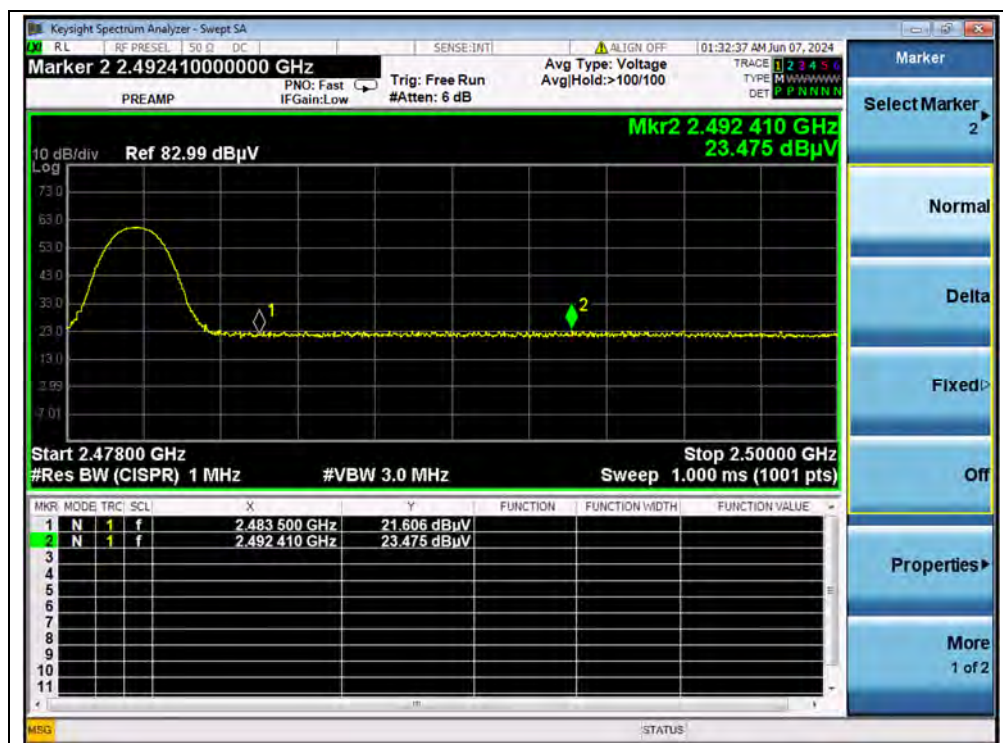 Keysight Spectrum Analyzer - Swept SA
LXI RL RF PRESEL 50 Ω DC SENSE:INT ALIGN OFF 01:32:37 AM Jun 07, 2024
Marker 2 2.492410000000 GHz
PREAMP
PNO: Fast
IFGain:Low
Trig: Free Run
#Atten: 6 dB
Avg Type: Voltage
Avg|Hold:>100/100
TRACE 1 2 3 4 5 6
TYPE M W W W W W
DET P P N N N N
Mkr2 2.492 410 GHz
23.475 dBµV
10 dB/div Ref 82.99 dBµV
Log
73.0
63.0
53.0
43.0
33.0
23.0
13.0
2.99
-7.01
1
2
Start 2.47800 GHz Stop 2.50000 GHz
#Res BW (CISPR) 1 MHz #VBW 3.0 MHz Sweep 1.000 ms (1001 pts)
MKR MODE TRC SCL X Y FUNCTION FUNCTION WIDTH FUNCTION VALUE
1 N 1 f 2.483 500 GHz 21.606 dBµV
2 N 1 f 2.492 410 GHz 23.475 dBµV
3
4
5
6
7
8
9
10
11
MSG STATUS
Marker
Select Marker
2
Normal
Delta
Fixed
Off
Properties
More
1 of 2